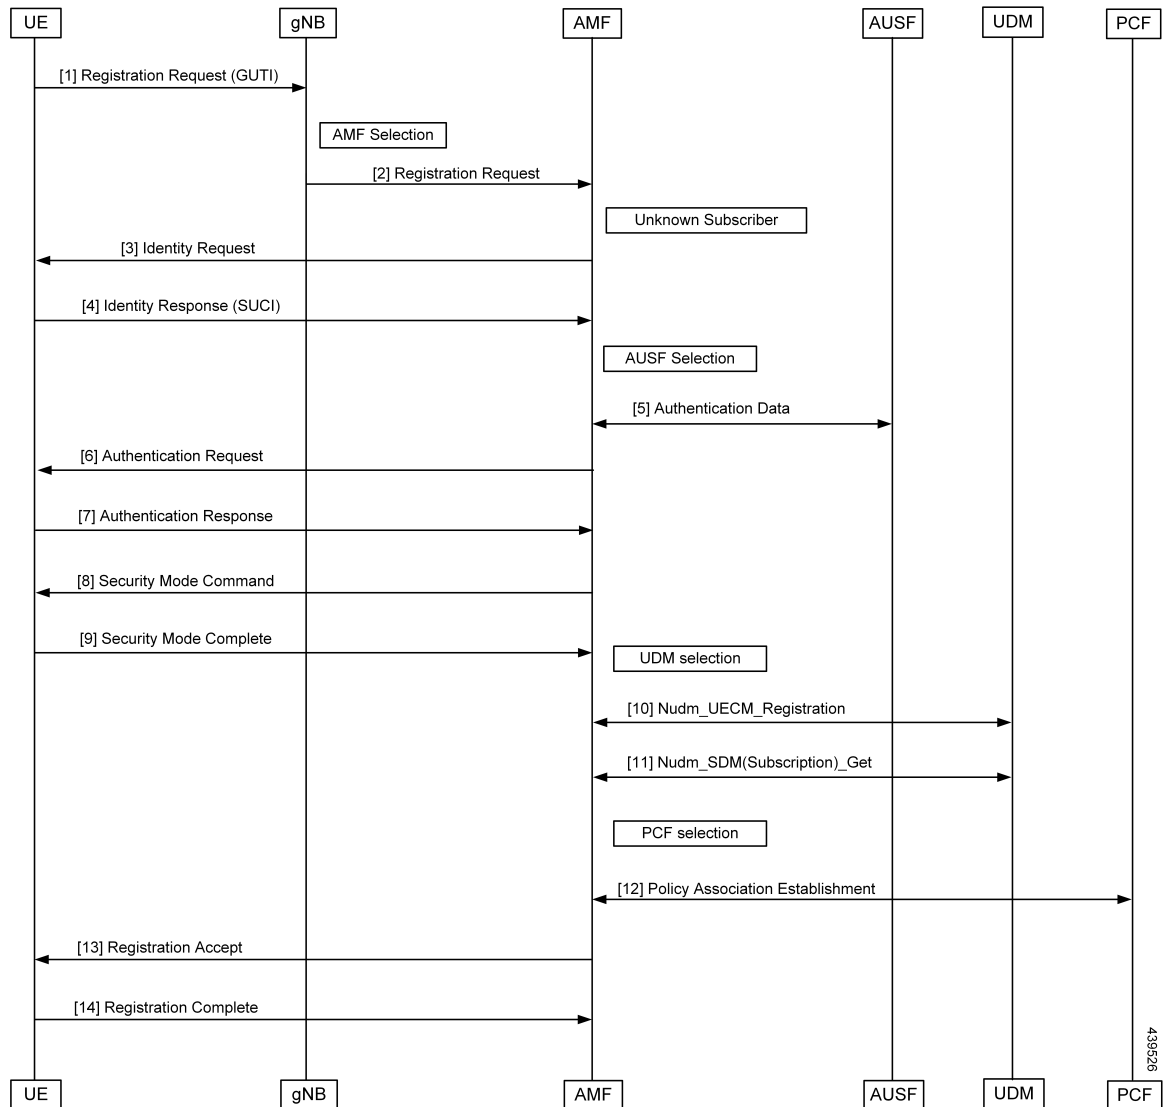 UE
gNB
AMF
AUSF
UDM
PCF
[1] Registration Request (GUTI)
AMF Selection
[2] Registration Request
Unknown Subscriber
[3] Identity Request
[4] Identity Response (SUCI)
AUSF Selection
[5] Authentication Data
[6] Authentication Request
[7] Authentication Response
[8] Security Mode Command
[9] Security Mode Complete
UDM selection
[10] Nudm_UECM_Registration
[11] Nudm_SDM(Subscription)_Get
PCF selection
[12] Policy Association Establishment
[13] Registration Accept
[14] Registration Complete
439526
UE
gNB
AMF
AUSF
UDM
PCF